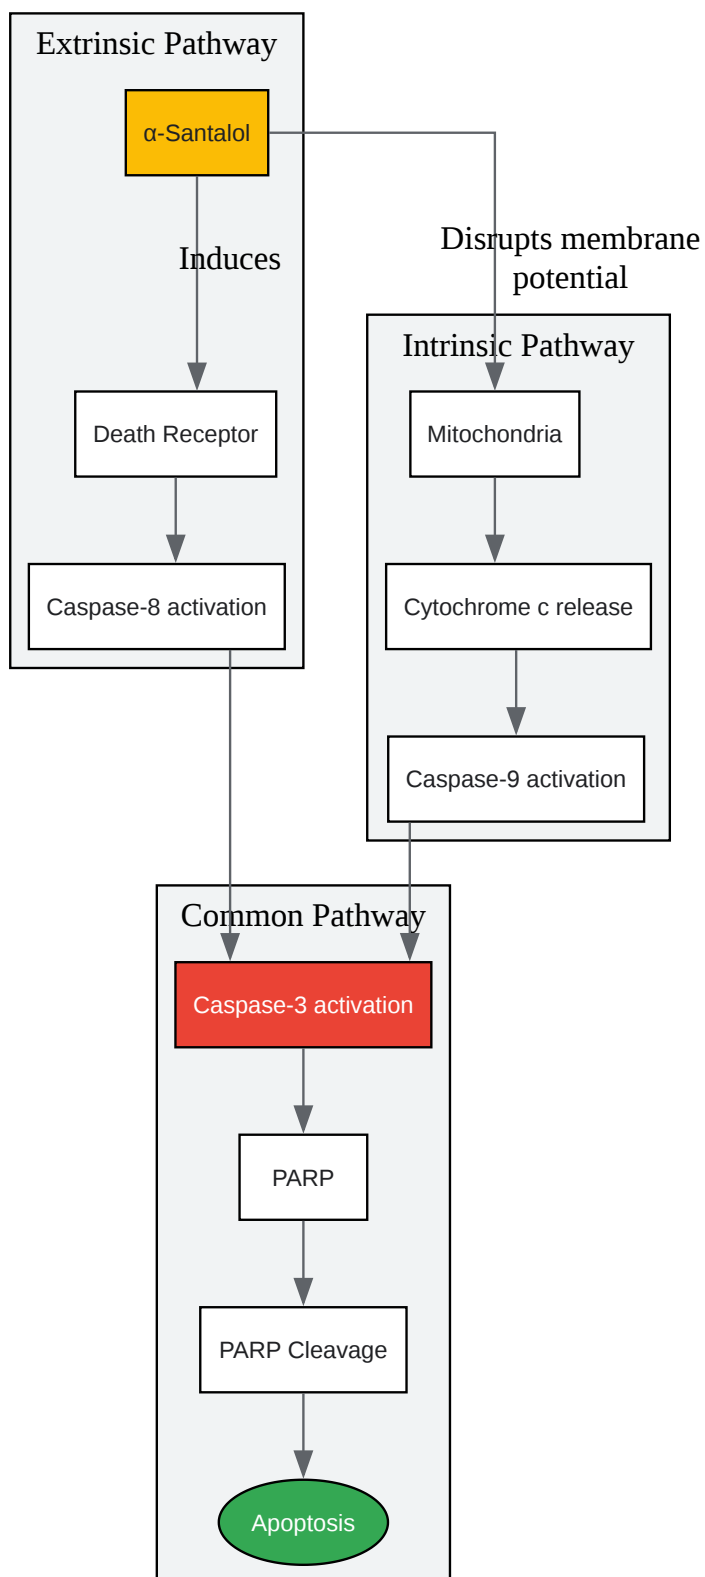 Extrinsic Pathway
α-Santalol
Induces
Disrupts membrane
potential
Intrinsic Pathway
Death Receptor
Mitochondria
Caspase-8 activation
Cytochrome c release
Caspase-9 activation
Common Pathway
Caspase-3 activation
PARP
PARP Cleavage
Apoptosis